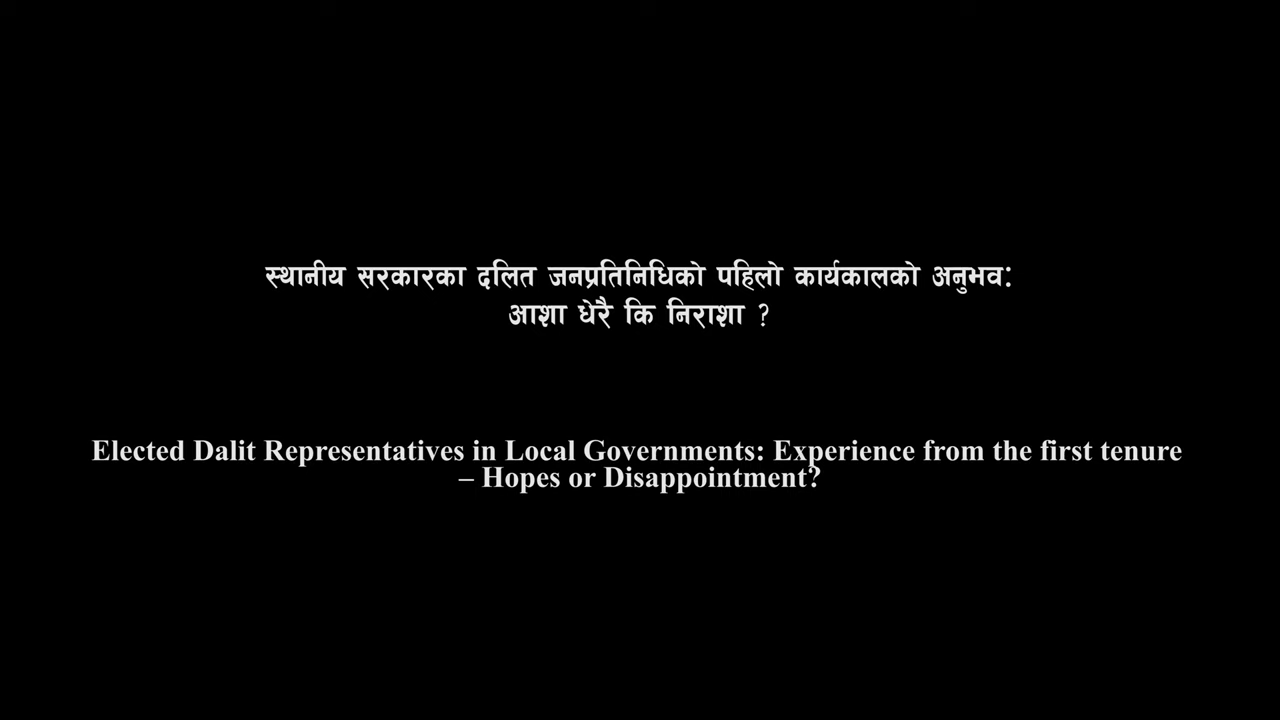 स्थानीय सरकारका दलित जनप्रतिनिधिको पहिलो कार्यकालको अनुभव:
आशा धेरै कि निराशा ?
Elected Dalit Representatives in Local Governments: Experience from the first tenure
– Hopes or Disappointment?